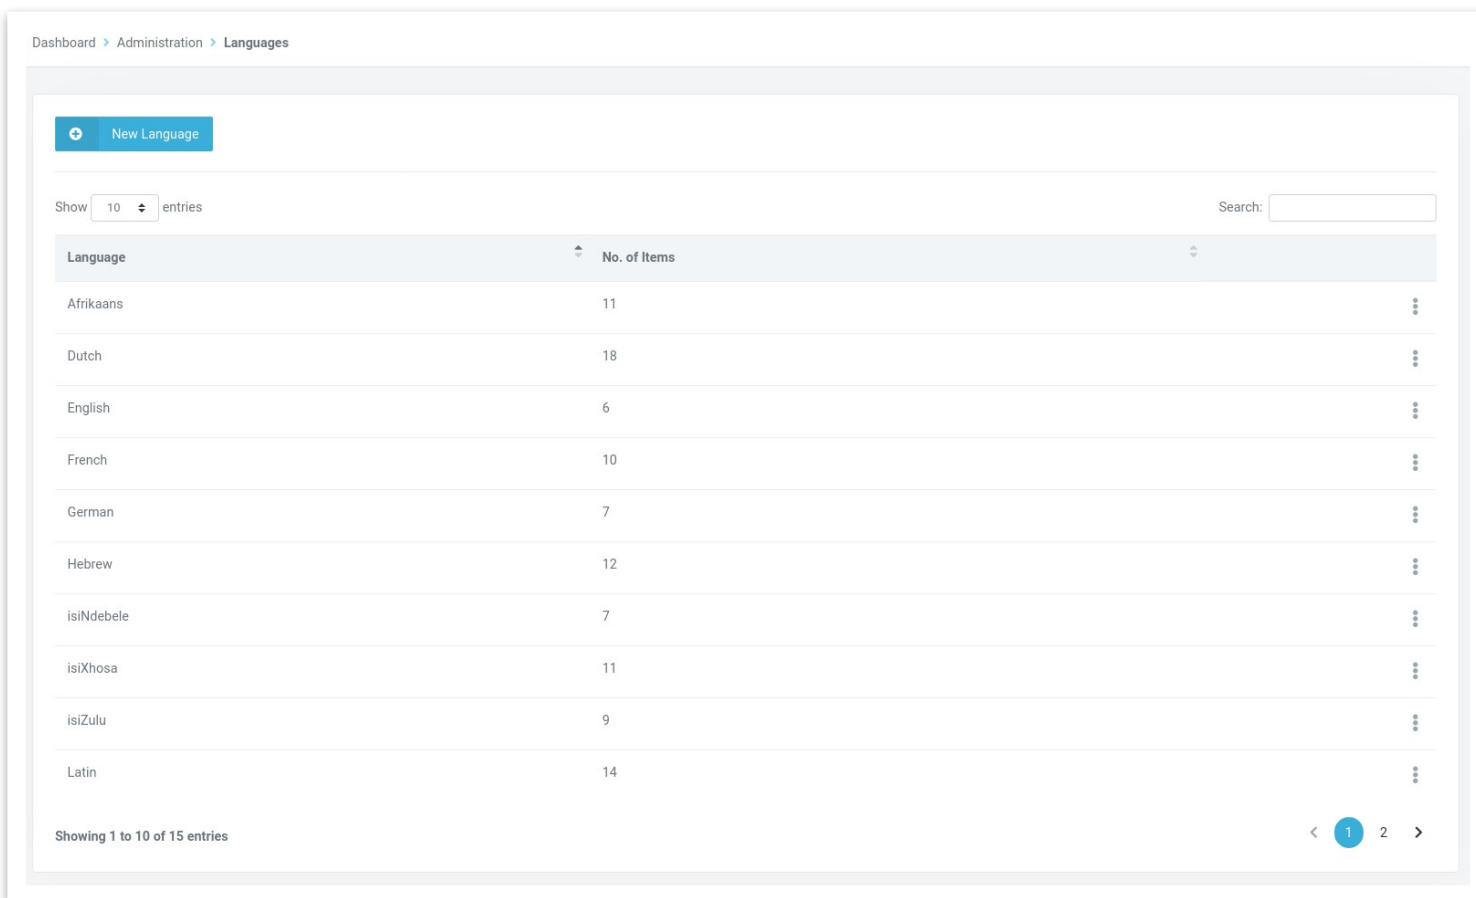 Dashboard > Administration > Languages
New Language
Show 10 entries Search:
Language No. of Items
Afrikaans 11
Dutch 18
English 6
French 10
German 7
Hebrew 12
isiNdebele 7
isiXhosa 11
isiZulu 9
Latin 14
Showing 1 to 10 of 15 entries < 1 2 >